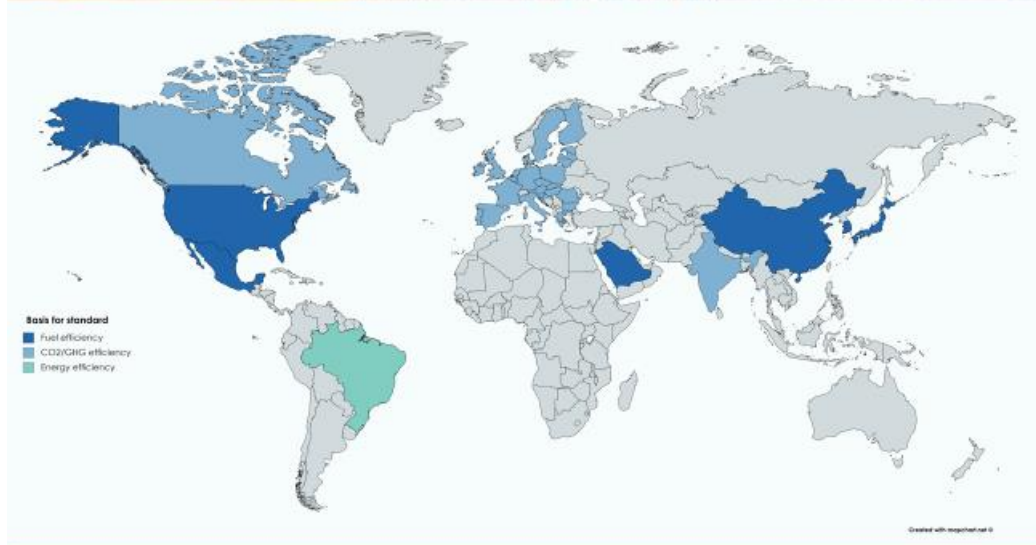 Basis for standard
Fuel efficiency
CO2/GHG efficiency
Energy efficiency
Created with mapchart.net ©